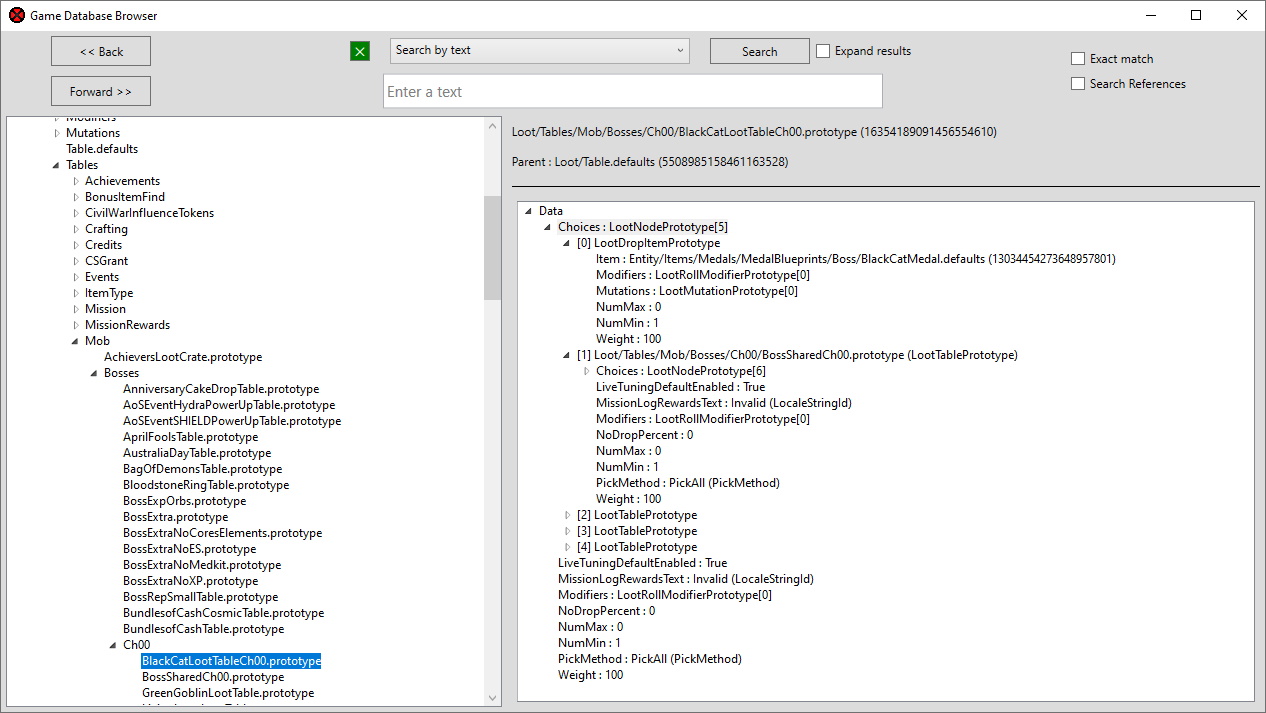 Game Database Browser
<< Back
Search by text
Search
Expand results
Exact match
Forward >>
Enter a text
Search References
Modifiers
Mutations
Table.defaults
Tables
Achievements
BonusItemFind
CivilWarInfluenceTokens
Crafting
Credits
CSGrant
Events
ItemType
Mission
MissionRewards
Mob
AchieversLootCrate.prototype
Bosses
AnniversaryCakeDropTable.prototype
AoSEventHydraPowerUpTable.prototype
AoSEventSHIELDPowerUpTable.prototype
AprilFoolsTable.prototype
AustraliaDayTable.prototype
BagOfDemonsTable.prototype
BloodstoneRingTable.prototype
BossExpOrbs.prototype
BossExtra.prototype
BossExtraNoCoresElements.prototype
BossExtraNoES.prototype
BossExtraNoMedkit.prototype
BossExtraNoXP.prototype
BossRepSmallTable.prototype
BundlesofCashCosmicTable.prototype
BundlesofCashTable.prototype
Ch00
BlackCatLootTableCh00.prototype
BossSharedCh00.prototype
GreenGoblinLootTable.prototype
Loot/Tables/Mob/Bosses/Ch00/BlackCatLootTableCh00.prototype (16354189091456554610)
Parent : Loot/Table.defaults (5508985158461163528)
Data
Choices : LootNodePrototype[5]
[0] LootDropItemPrototype
Item : Entity/Items/Medals/MedalBlueprints/Boss/BlackCatMedal.defaults (13034454273648957801)
Modifiers : LootRollModifierPrototype[0]
Mutations : LootMutationPrototype[0]
NumMax : 0
NumMin : 1
Weight : 100
[1] Loot/Tables/Mob/Bosses/Ch00/BossSharedCh00.prototype (LootTablePrototype)
Choices : LootNodePrototype[6]
LiveTuningDefaultEnabled : True
MissionLogRewardsText : Invalid (LocaleStringId)
Modifiers : LootRollModifierPrototype[0]
NoDropPercent : 0
NumMax : 0
NumMin : 1
PickMethod : PickAll (PickMethod)
Weight : 100
[2] LootTablePrototype
[3] LootTablePrototype
[4] LootTablePrototype
LiveTuningDefaultEnabled : True
MissionLogRewardsText : Invalid (LocaleStringId)
Modifiers : LootRollModifierPrototype[0]
NoDropPercent : 0
NumMax : 0
NumMin : 1
PickMethod : PickAll (PickMethod)
Weight : 100